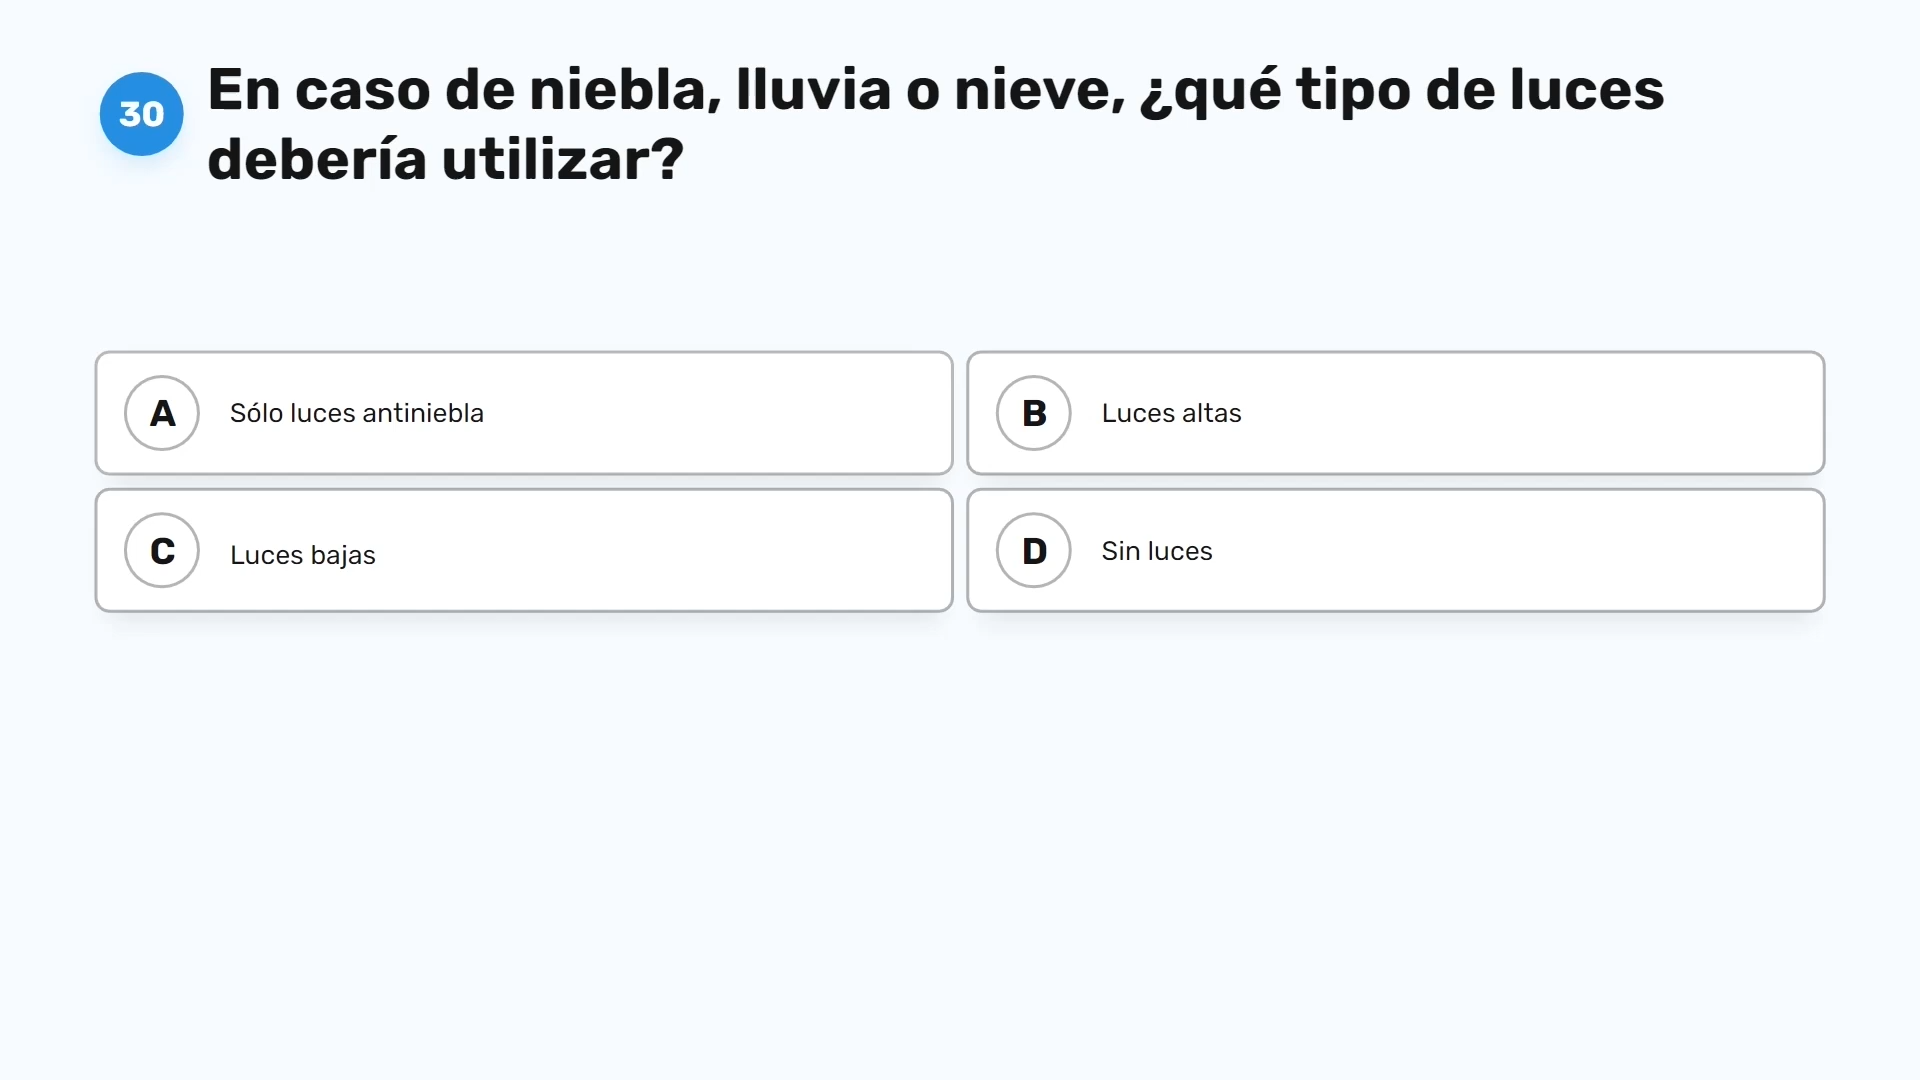 30
En caso de niebla, lluvia o nieve, ¿qué tipo de luces
debería utilizar?
A Sólo luces antiniebla
B Luces altas
C Luces bajas
D Sin luces